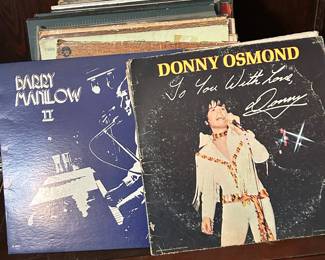 BARRY
MANILOW
II
DONNY OSMOND
To You With Love,
Donny